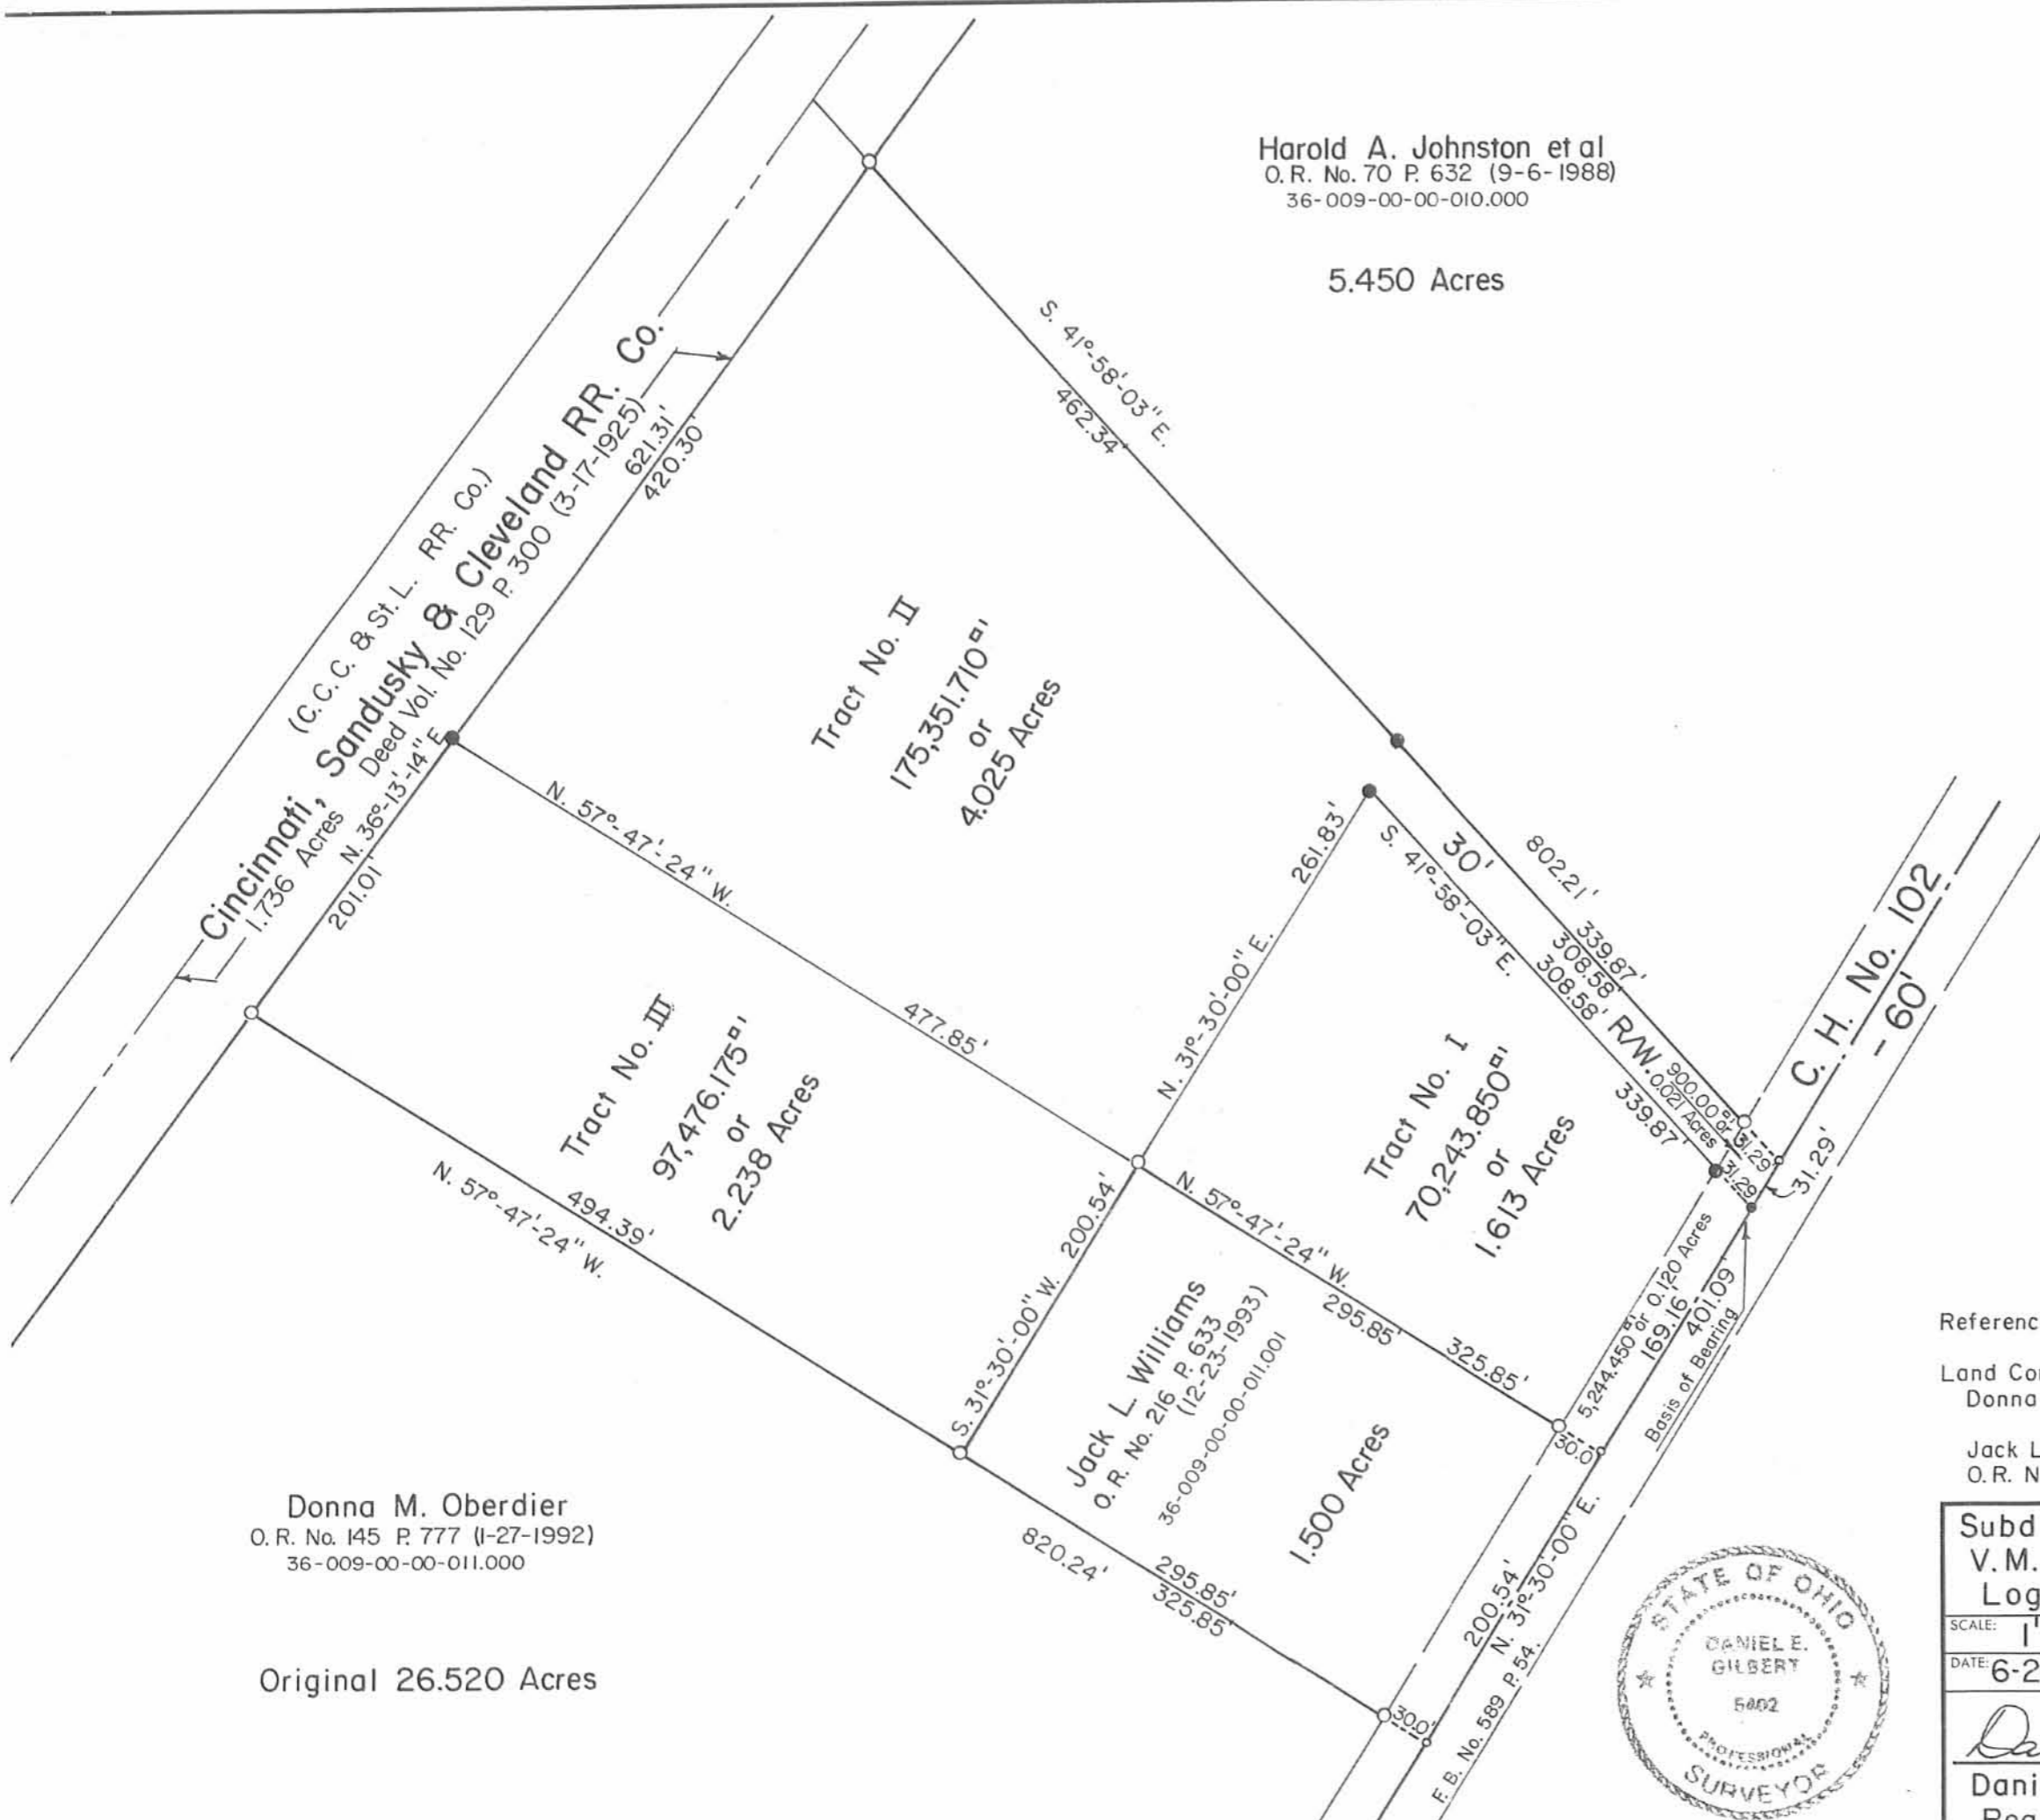 Harold A. Johnston et al
O. R. No. 70 P. 632 (9-6-1988)
36-009-00-00-010.000
5.450 Acres
S. 41°-58'-03" E.
462.34'
(C.C.C. & St. L. RR. Co.)
Cincinnati, Sandusky & Cleveland RR. Co.
Deed Vol. No. 129 P. 300 (3-17-1925)
1.736 Acres
621.31'
420.30'
N. 36°-13'-14" E.
201.01'
Tract No. II
175,351.710 □'
or
4.025 Acres
N. 57°-47'-24" W.
477.85'
261.83'
N. 31°-30'-00" E.
S. 41°-58'-03" E.
30'
802.21'
339.87'
308.58'
308.58' R/W.
339.87'
900.00 □' or
0.021 Acres
31.29'
31.29'
31.29'
C. H. No. 102
- 60'
Tract No. III
97,476.175 □'
or
2.238 Acres
N. 57°-47'-24" W.
494.39'
Tract No. I
70,243.850 □'
or
1.613 Acres
N. 57°-47'-24" W.
295.85'
325.85'
5,244.450 □' or 0.120 Acres
169.16'
401.09'
Basis of Bearing
30.0'
S. 31°-30'-00" W. 200.54'
Jack L. Williams
O. R. No. 216 P. 633
(12-23-1993)
36-009-00-00-011.001
1.500 Acres
820.24'
295.85'
325.85'
200.54'
N. 31°-30'-00" E.
30.0'
F. B. No. 589 P. 54.
Donna M. Oberdier
O. R. No. 145 P. 777 (1-27-1992)
36-009-00-00-011.000
Original 26.520 Acres
STATE OF OHIO
DANIEL E.
GILBERT
PROFESSIONAL
SURVEYOR
Referenc
Land Co
Donna
Jack L
O. R. N
Subd
V. M.
Log
SCALE: 1"
DATE: 6-2
Da
Dani
Reg